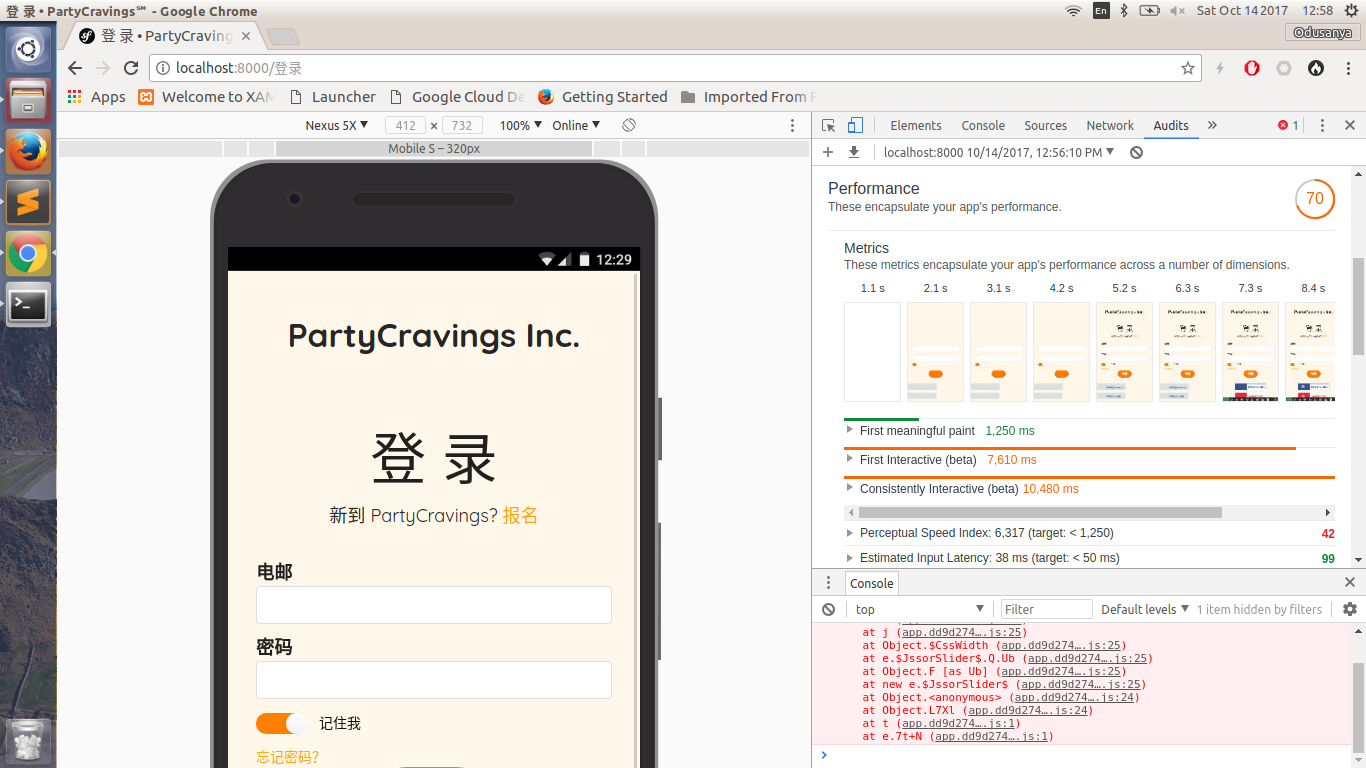 登 录 • PartyCravings℠ - Google Chrome
En
Sat Oct 14 2017 12:58
登 录 • PartyCraving
Odusanya
localhost:8000/登录
Apps
Welcome to XAM
Launcher
Google Cloud De
Getting Started
Imported From F
Nexus 5X ▼ 412 × 732 100% ▼ Online ▼
Mobile S – 320px
12:29
PartyCravings Inc.
登 录
新到 PartyCravings? 报名
电邮
密码
记住我
忘记密码?
Elements Console Sources Network Audits » 1
localhost:8000 10/14/2017, 12:56:10 PM ▼
Performance
70
These encapsulate your app's performance.
Metrics
These metrics encapsulate your app's performance across a number of dimensions.
1.1 s 2.1 s 3.1 s 4.2 s 5.2 s 6.3 s 7.3 s 8.4 s
First meaningful paint 1,250 ms
First Interactive (beta) 7,610 ms
Consistently Interactive (beta) 10,480 ms
Perceptual Speed Index: 6,317 (target: < 1,250) 42
Estimated Input Latency: 38 ms (target: < 50 ms) 99
Console
top ▼ Filter Default levels ▼ 1 item hidden by filters
at j (app.dd9d274….js:25)
at Object.$CssWidth (app.dd9d274….js:25)
at e.$JssorSlider$.Q.Ub (app.dd9d274….js:25)
at Object.F [as Ub] (app.dd9d274….js:25)
at new e.$JssorSlider$ (app.dd9d274….js:25)
at Object.<anonymous> (app.dd9d274….js:24)
at Object.L7Xl (app.dd9d274….js:24)
at t (app.dd9d274….js:1)
at e.7t+N (app.dd9d274….js:1)